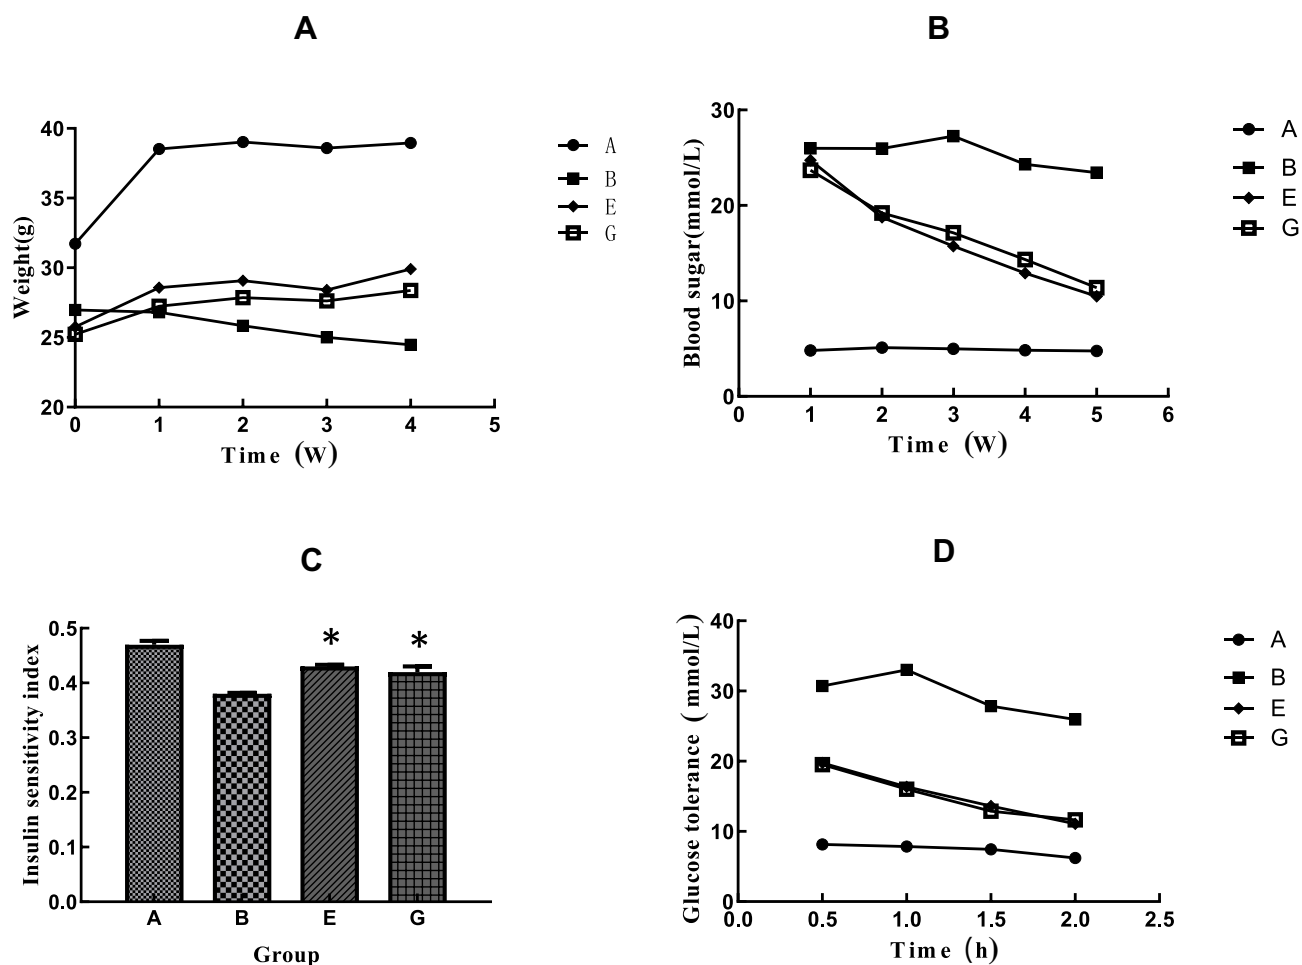 A
40
35
30
25
20
0 1 2 3 4 5
Weight(g)
Time (W)
A
B
E
G
B
30
20
10
0
0 1 2 3 4 5 6
Blood sugar(mmol/L)
Time (W)
A
B
E
G
C
0.5
0.4
0.3
0.2
0.1
0.0
* *
A B E G
Insulin sensitivity index
Group
D
40
30
20
10
0
0.0 0.5 1.0 1.5 2.0 2.5
Glucose tolerance ( mmol/L)
Time (h)
A
B
E
G